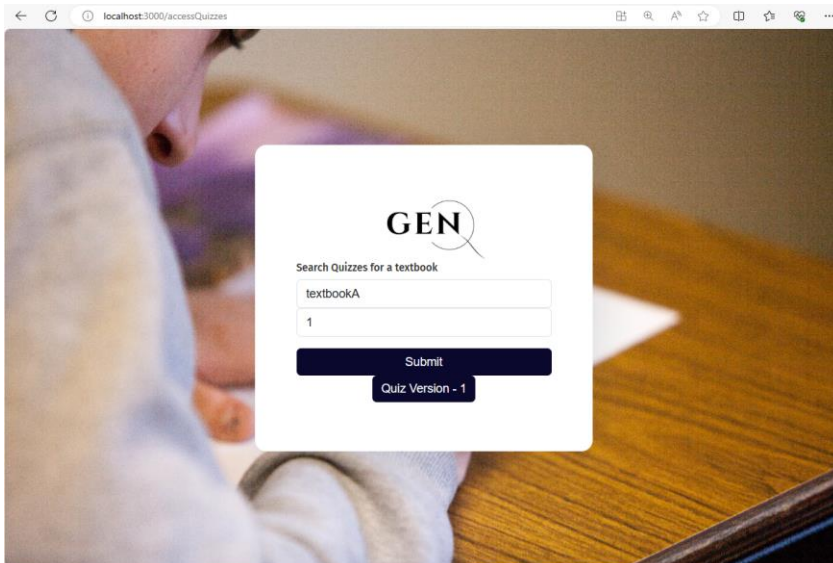 localhost:3000/accessQuizzes
GEN
Search Quizzes for a textbook
textbookA
1
Submit
Quiz Version - 1